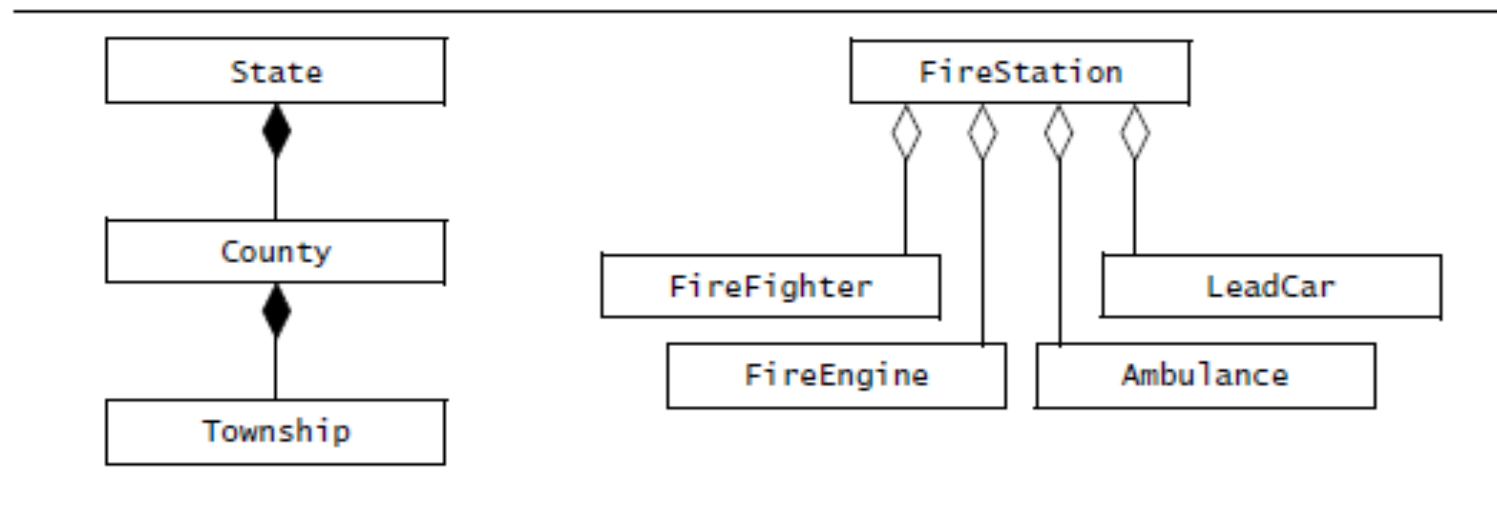 State
FireStation
County
FireFighter
LeadCar
FireEngine
Ambulance
Township